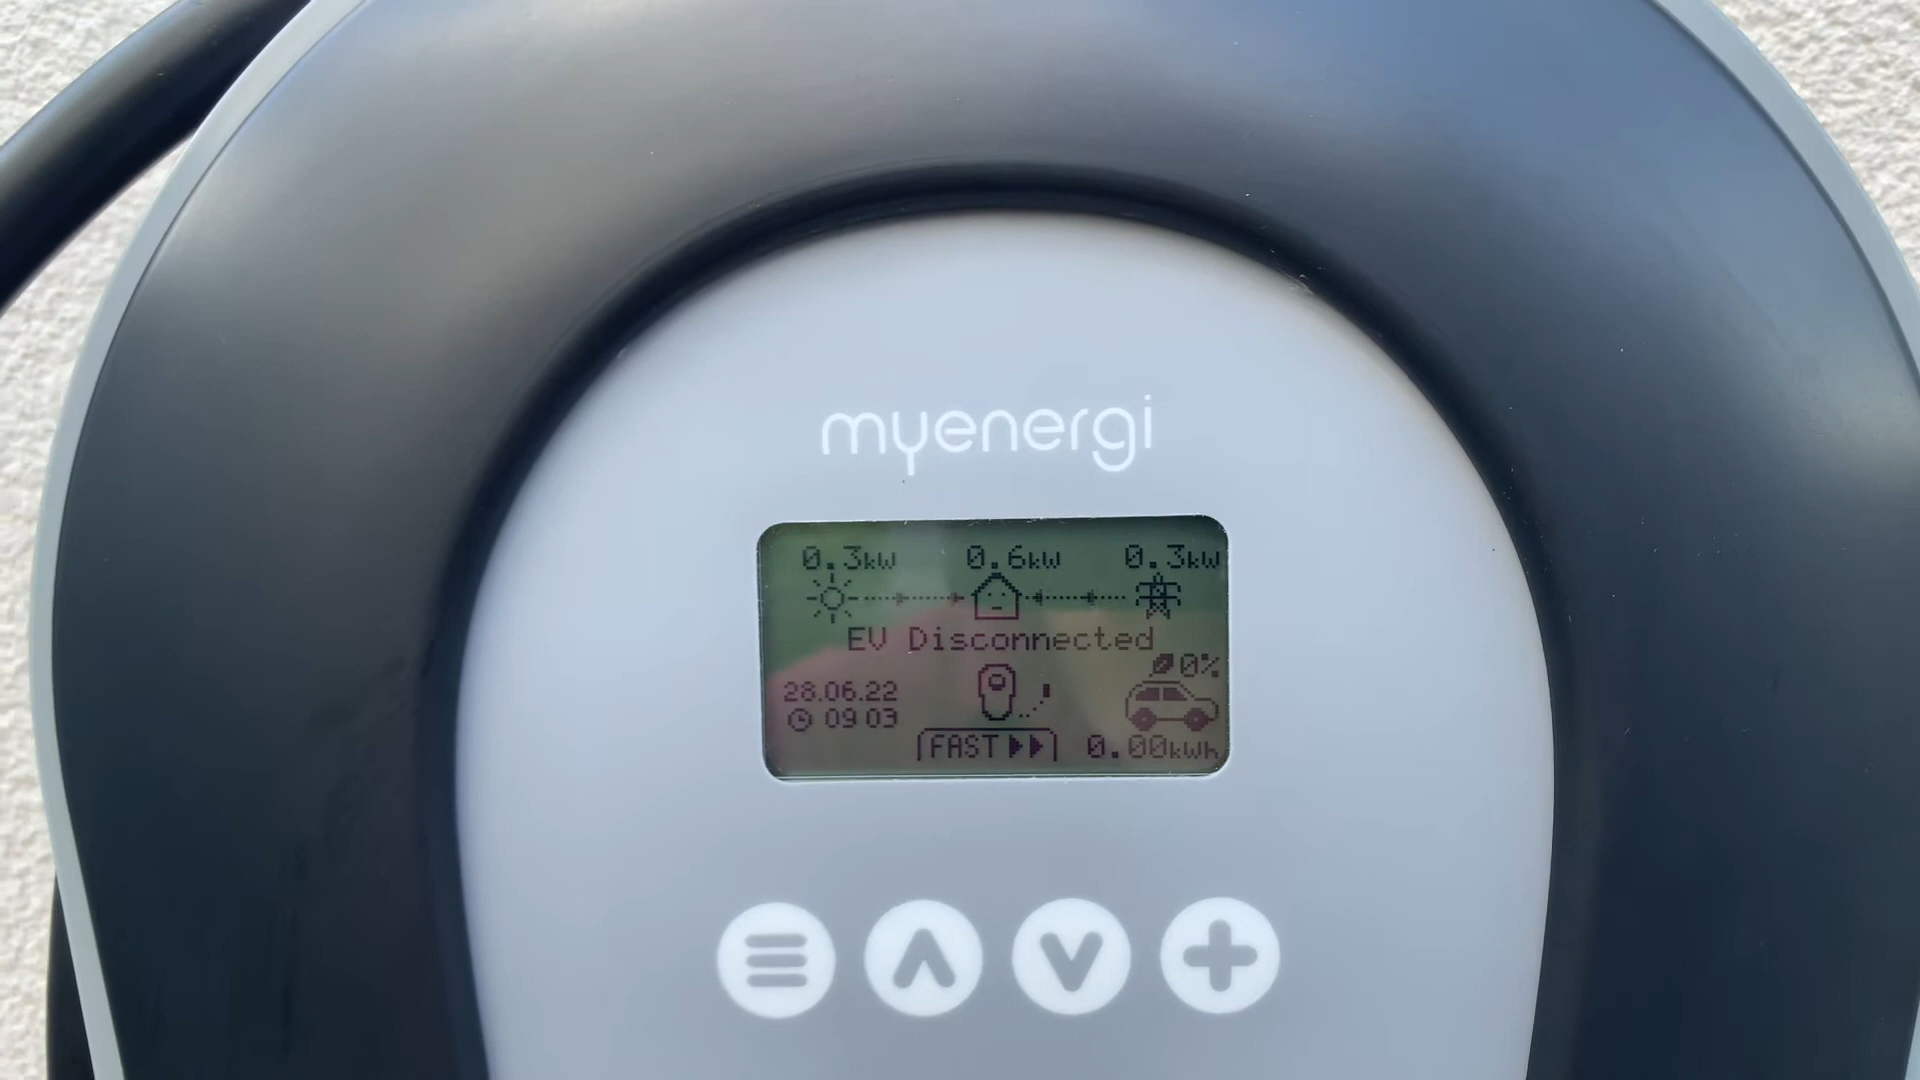 myenergi
0.3kW 0.6kW 0.3kW
EV Disconnected
0%
28.06.22
09 03
FAST 0.00kWh